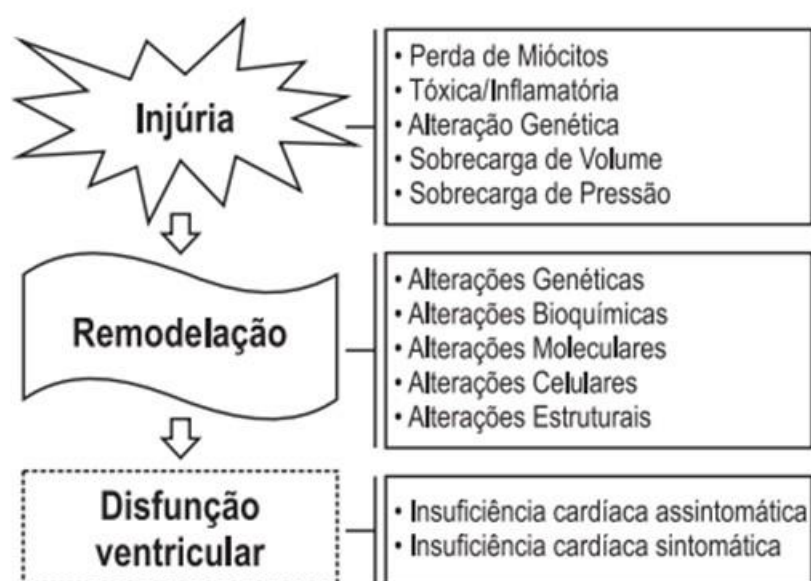 Injúria
• Perda de Miócitos
• Tóxica/Inflamatória
• Alteração Genética
• Sobrecarga de Volume
• Sobrecarga de Pressão
Remodelação
• Alterações Genéticas
• Alterações Bioquímicas
• Alterações Moleculares
• Alterações Celulares
• Alterações Estruturais
Disfunção
ventricular
• Insuficiência cardíaca assintomática
• Insuficiência cardíaca sintomática